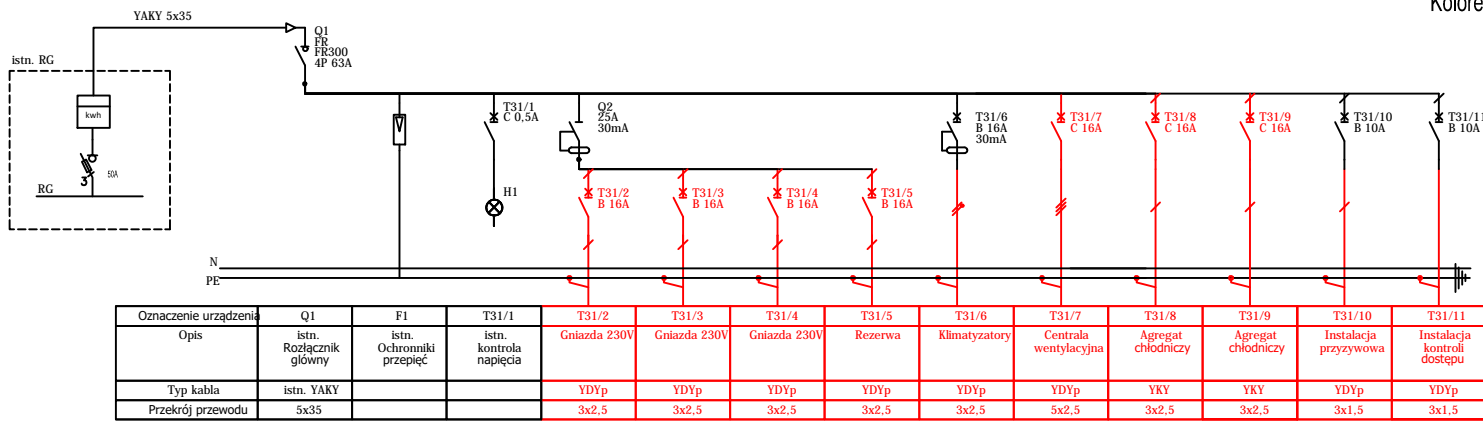 Kolore
YAKY 5x35
Q1
FR
FR300
4P 63A
istn. RG
kwh
50A
3
RG
T31/1
C 0,5A
H1
Q2
25A
30mA
T31/2
B 16A
T31/3
B 16A
T31/4
B 16A
T31/5
B 16A
T31/6
B 16A
30mA
T31/7
C 16A
T31/8
C 16A
T31/9
C 16A
T31/10
B 10A
T31/11
B 10A
N
PE
Oznaczenie urządzenia Q1 F1 T31/1 T31/2 T31/3 T31/4 T31/5 T31/6 T31/7 T31/8 T31/9 T31/10 T31/11
Opis istn. istn. istn. Gniazda 230V Gniazda 230V Gniazda 230V Rezerwa Klimatyzatory Centrala Agregat Agregat Instalacja Instalacja
Rozłącznik Ochronniki kontrola wentylacyjna chłodniczy chłodniczy przyzywowa kontroli
główny przepięć napięcia dostępu
Typ kabla istn. YAKY YDYp YDYp YDYp YDYp YDYp YDYp YKY YKY YDYp YDYp
Przekrój przewodu 5x35 3x2,5 3x2,5 3x2,5 3x2,5 3x2,5 5x2,5 3x2,5 3x2,5 3x1,5 3x1,5